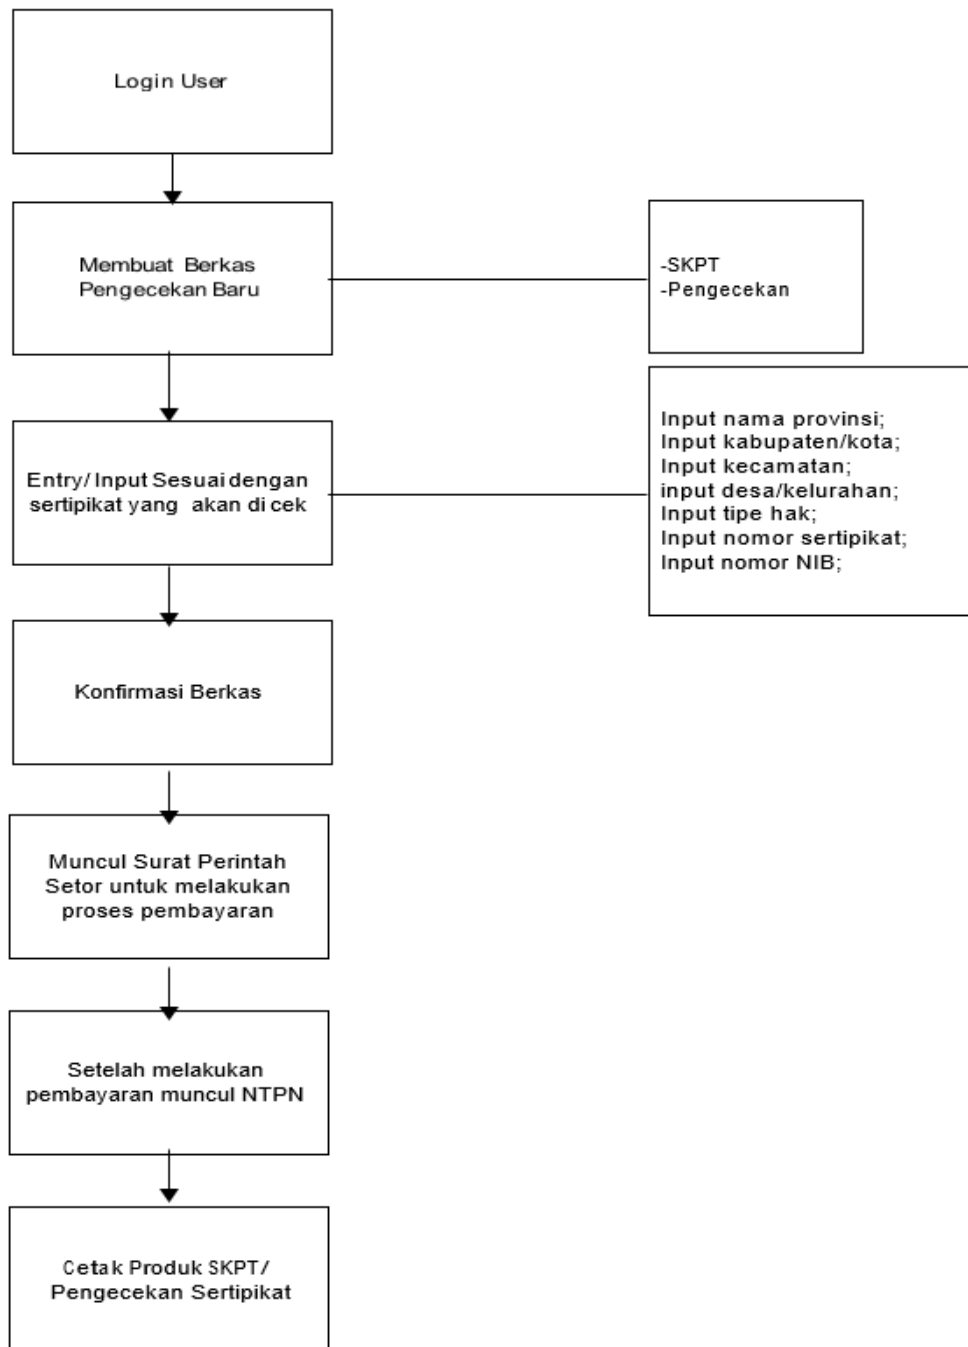 Login User
Membuat Berkas
Pengecekan Baru
-SKPT
-Pengecekan
Entry/ Input Sesuai dengan
sertipikat yang akan di cek
Input nama provinsi;
Input kabupaten/kota;
Input kecamatan;
input desa/kelurahan;
Input tipe hak;
Input nomor sertipikat;
Input nomor NIB;
Konfirmasi Berkas
Muncul Surat Perintah
Setor untuk melakukan
proses pembayaran
Setelah melakukan
pembayaran muncul NTPN
Cetak Produk SKPT/
Pengecekan Sertipikat